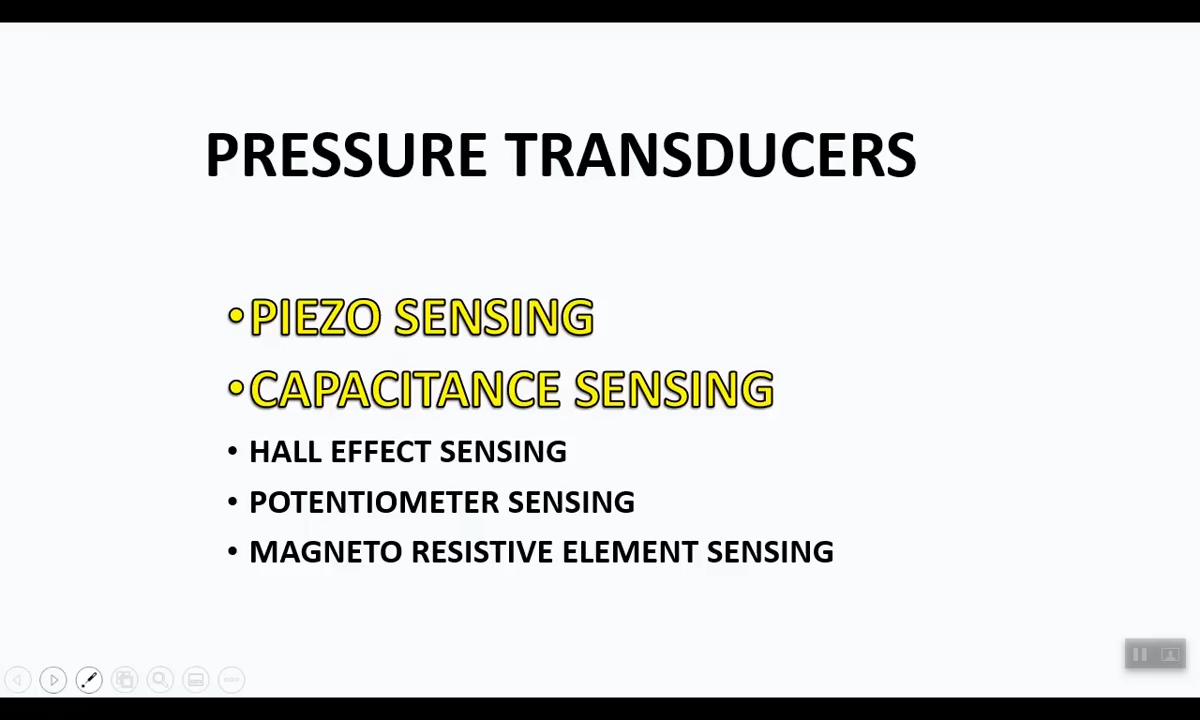 PRESSURE TRANSDUCERS
•PIEZO SENSING
•CAPACITANCE SENSING
• HALL EFFECT SENSING
• POTENTIOMETER SENSING
• MAGNETO RESISTIVE ELEMENT SENSING